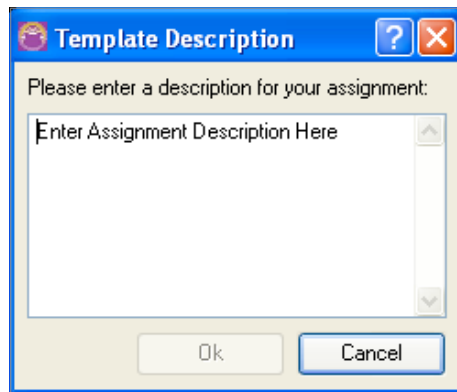 Template Description
Please enter a description for your assignment:
Enter Assignment Description Here
Ok
Cancel